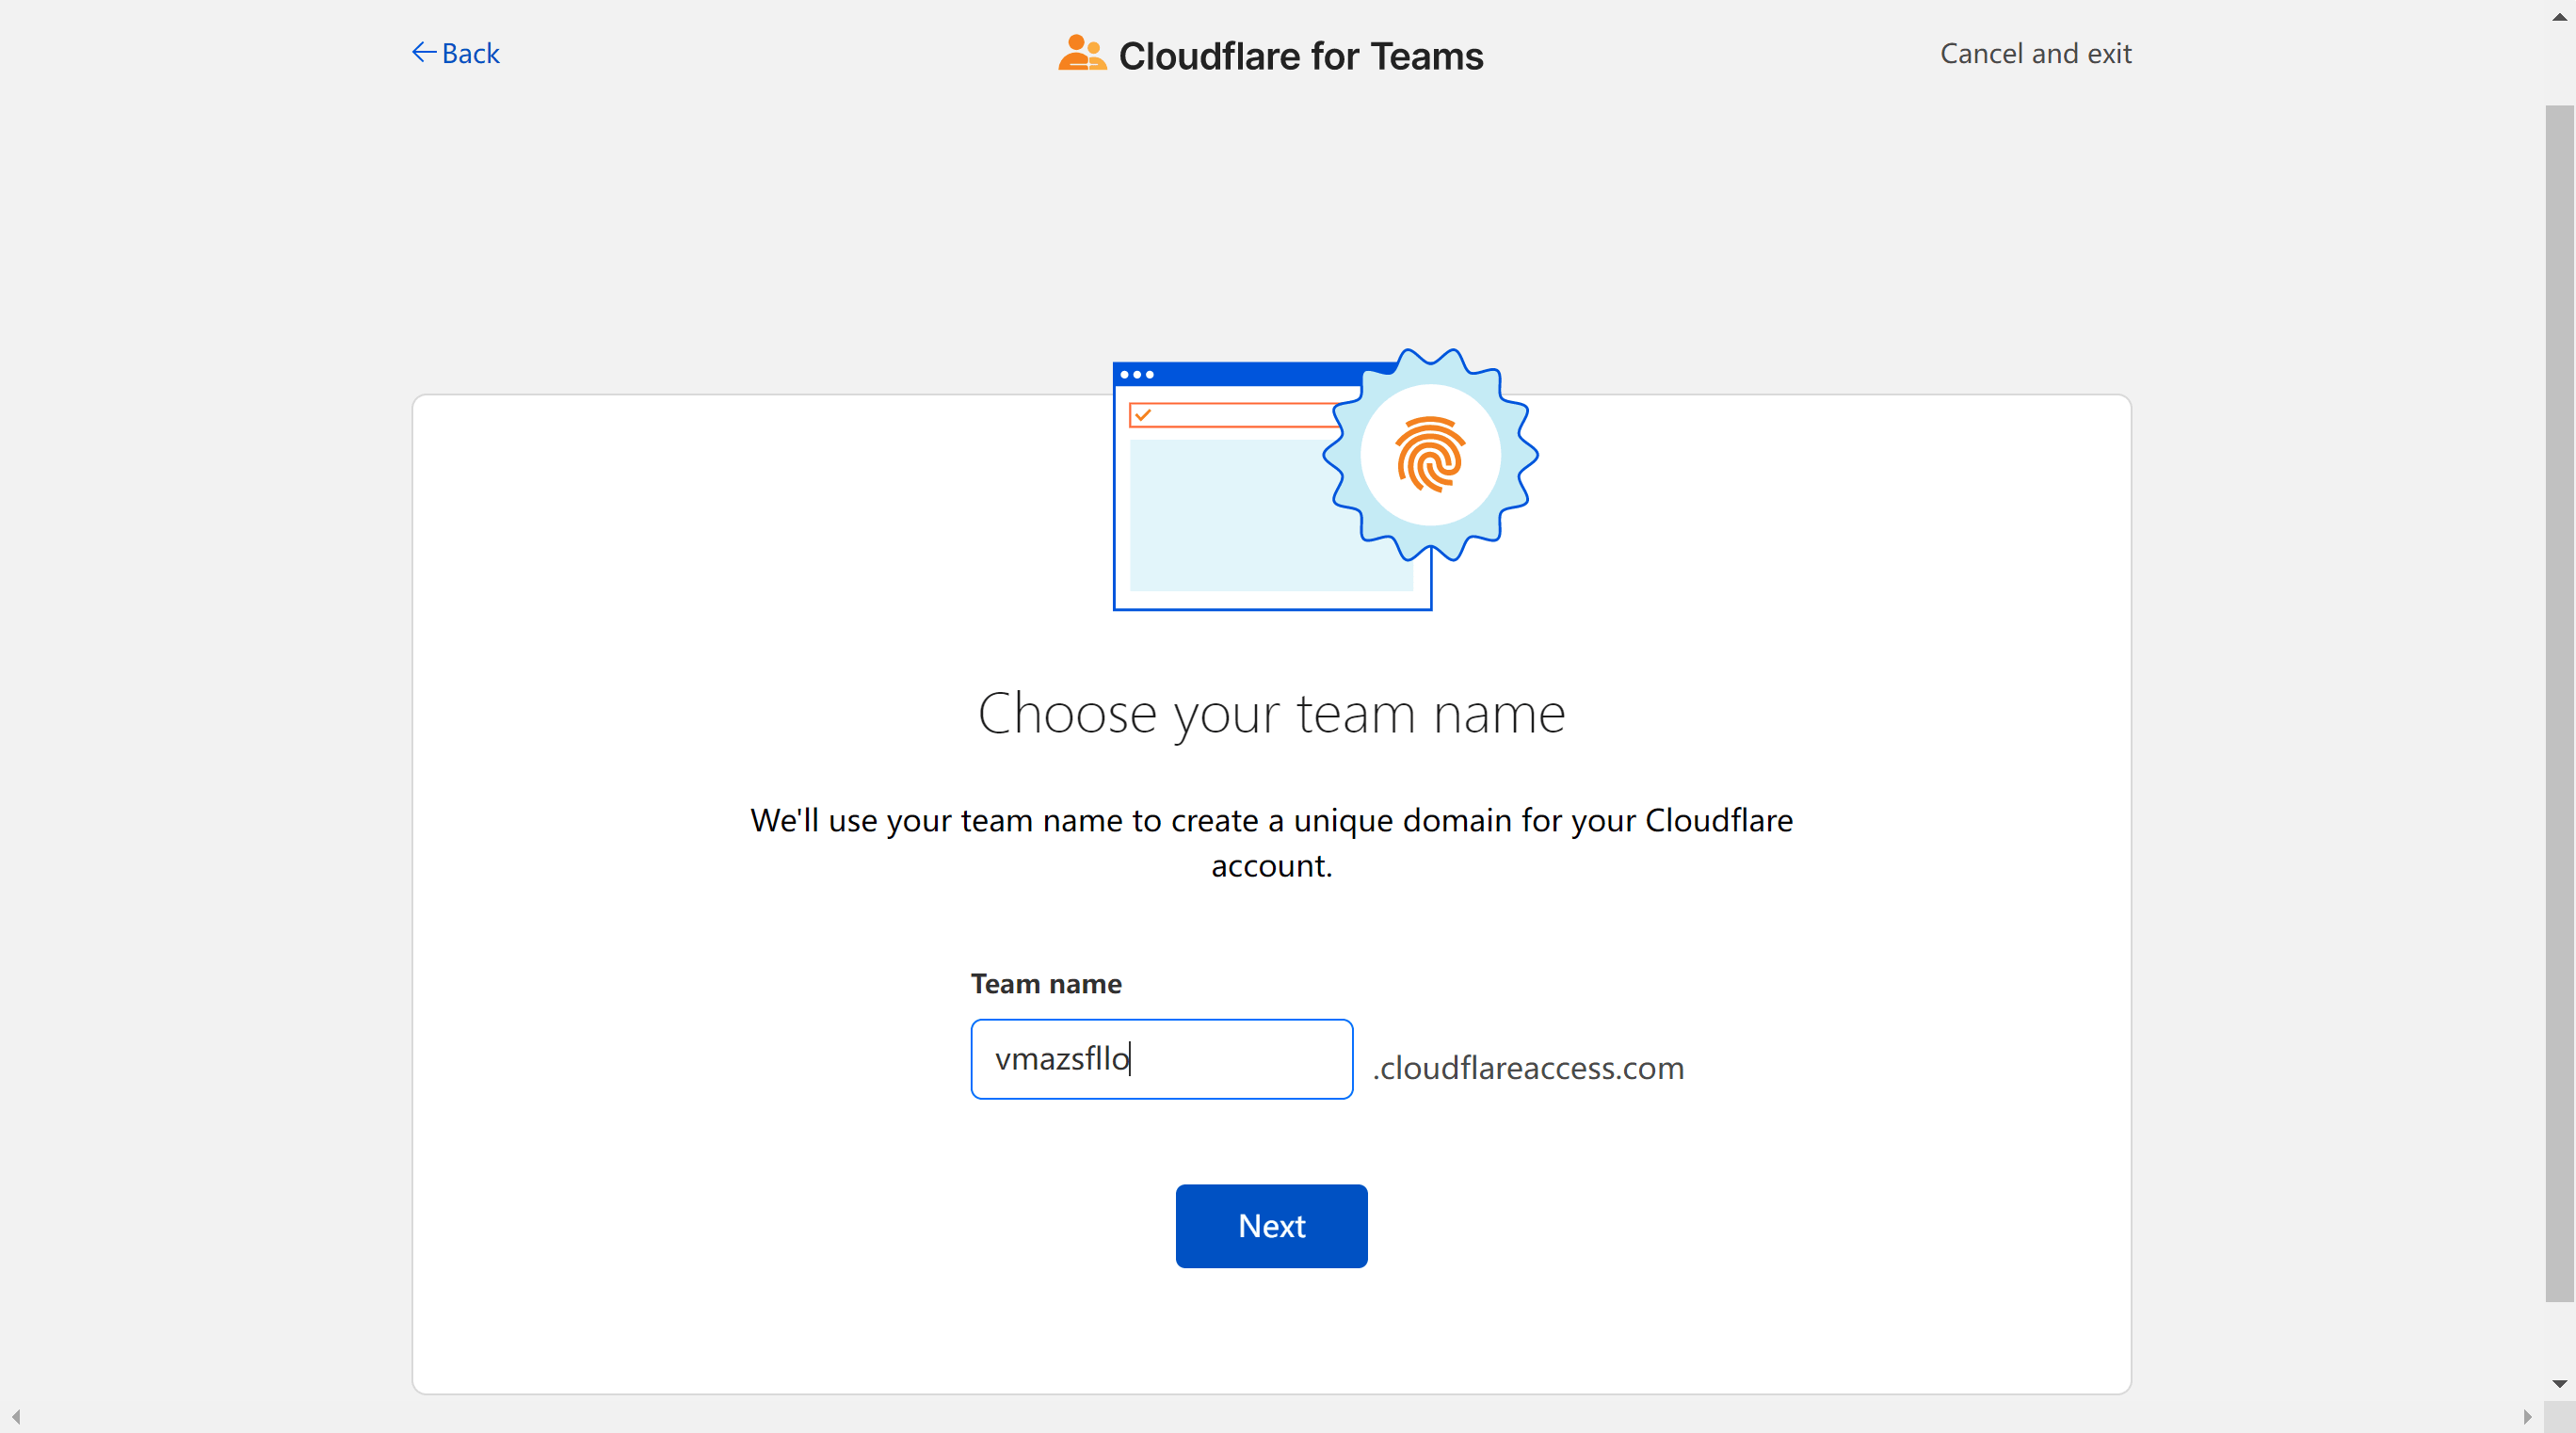 Back
Cloudflare for Teams
Cancel and exit
Choose your team name
We'll use your team name to create a unique domain for your Cloudflare
account.
Team name
vmazsfllo
.cloudflareaccess.com
Next